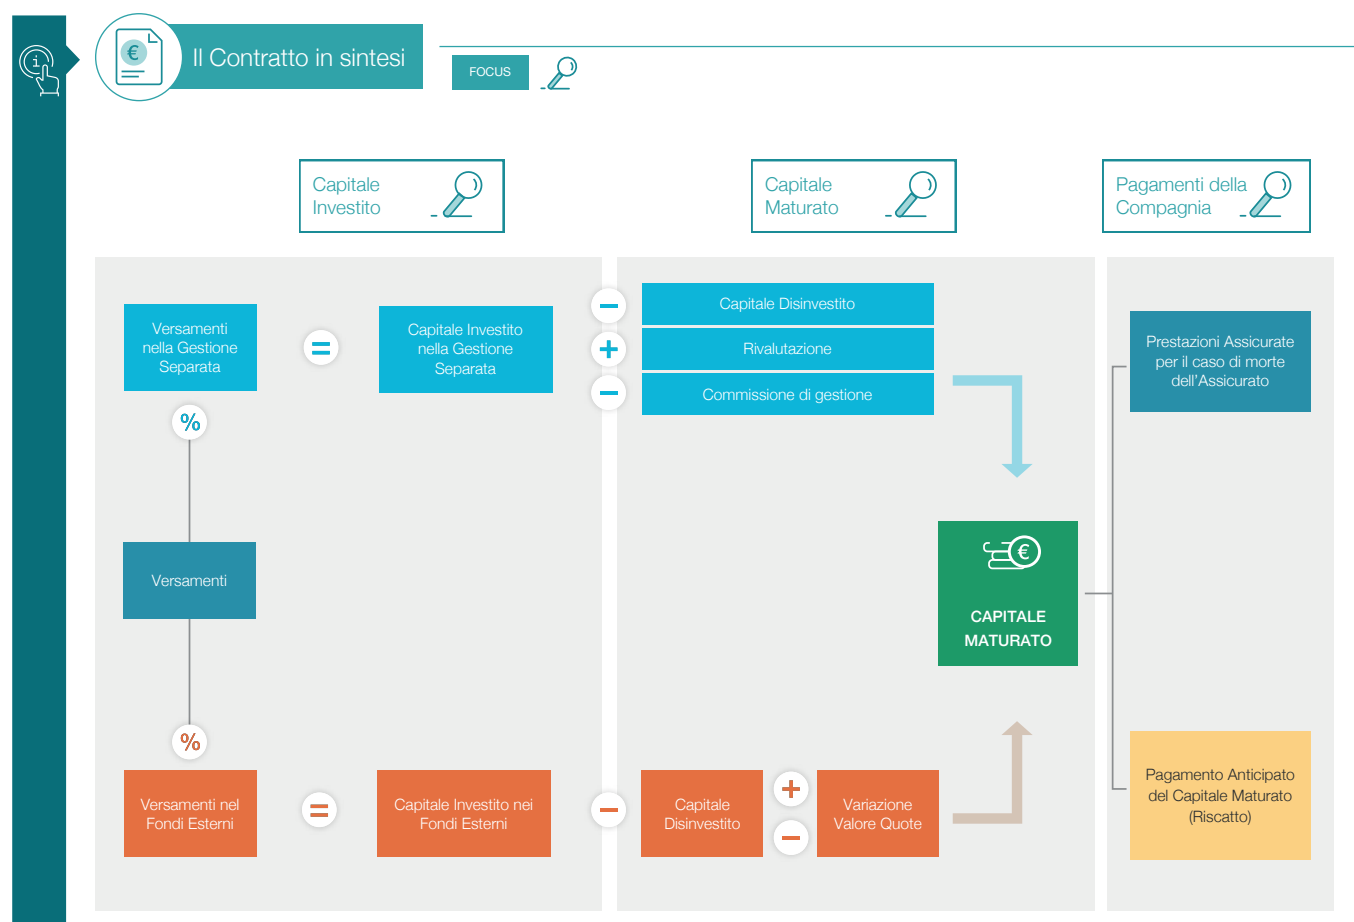 i
€
Il Contratto in sintesi
FOCUS
Capitale
Investito
Capitale
Maturato
Pagamenti della
Compagnia
Versamenti
nella Gestione
Separata
=
Capitale Investito
nella Gestione
Separata
−
Capitale Disinvestito
+
Rivalutazione
−
Commissione di gestione
Prestazioni Assicurate
per il caso di morte
dell'Assicurato
%
Versamenti
€
CAPITALE
MATURATO
%
Versamenti nel
Fondi Esterni
=
Capitale Investito nei
Fondi Esterni
−
Capitale
Disinvestito
+
−
Variazione
Valore Quote
Pagamento Anticipato
del Capitale Maturato
(Riscatto)